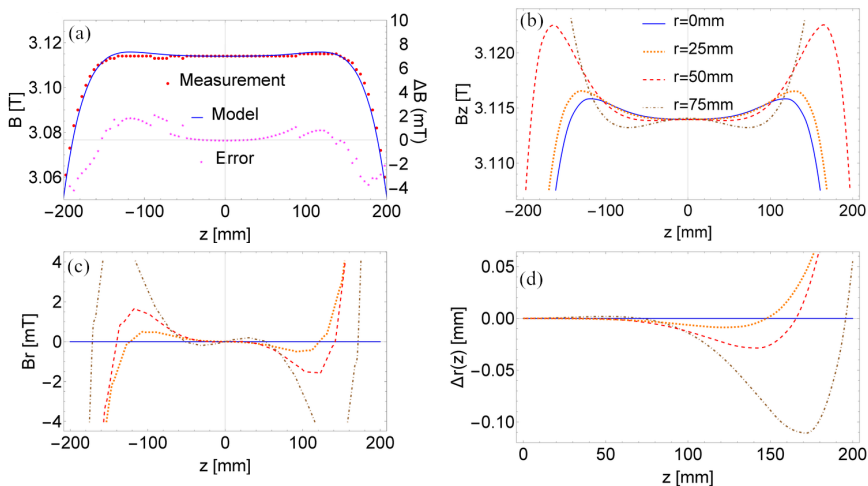 (a)
3.12
3.10
3.08
3.06
B [T]
10
8
6
4
2
0
−2
−4
ΔB (mT)
Measurement
Model
Error
−200 −100 0 100 200
z [mm]
(b)
3.120
3.115
3.110
Bz [T]
r=0mm
r=25mm
r=50mm
r=75mm
−200 −100 0 100 200
z [mm]
(c)
4
2
0
−2
−4
Br [mT]
−200 −100 0 100 200
z [mm]
(d)
0.05
0.00
−0.05
−0.10
Δr(z) [mm]
0 50 100 150 200
z [mm]